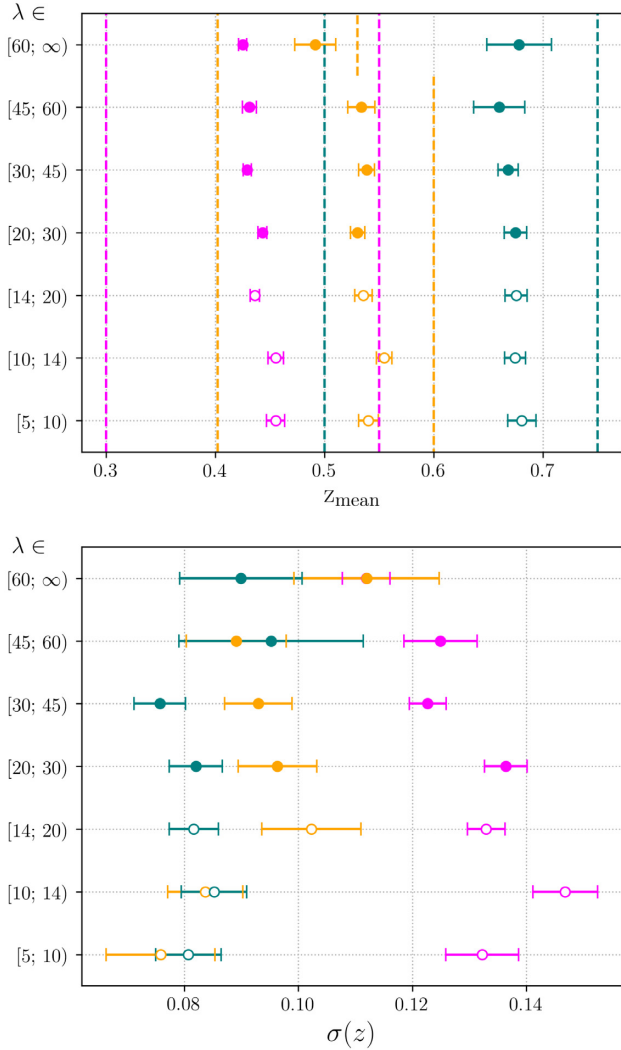 λ ∈
[60; ∞)
[45; 60)
[30; 45)
[20; 30)
[14; 20)
[10; 14)
[5; 10)
0.3 0.4 0.5 0.6 0.7
z_mean
λ ∈
[60; ∞)
[45; 60)
[30; 45)
[20; 30)
[14; 20)
[10; 14)
[5; 10)
0.08 0.10 0.12 0.14
σ(z)